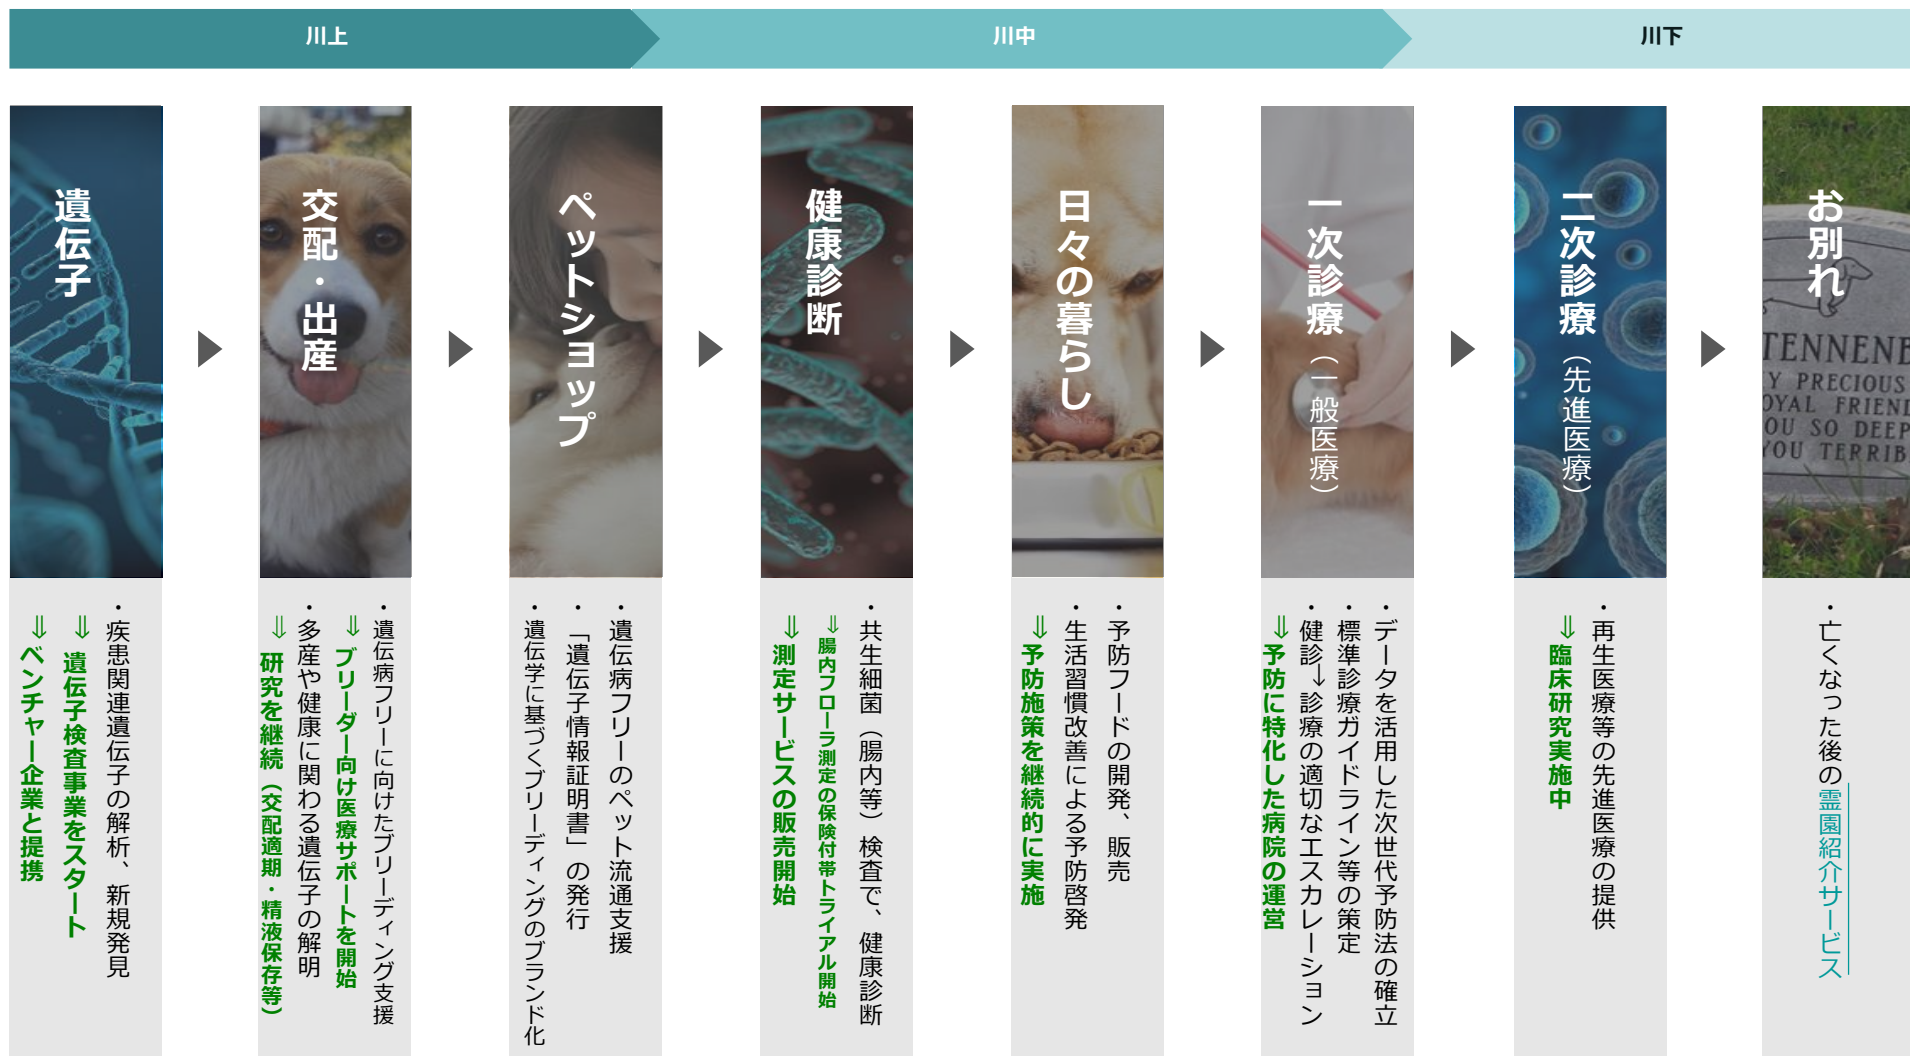 川上
川中
川下
遺伝子
交配・出産
ペットショップ
健康診断
日々の暮らし
一次診療（一般医療）
二次診療（先進医療）
お別れ
TENNENE
Y PRECIOUS
OYAL FRIEND
OU SO DEEP
YOU TERRIB
・疾患関連遺伝子の解析、新規発見
⇒遺伝子検査事業をスタート
⇒ベンチャー企業と提携
・遺伝病フリーに向けたブリーディング支援
⇒ブリーダー向け医療サポートを開始
・多産や健康に関わる遺伝子の解明
⇒研究を継続（交配適期・精液保存等）
・遺伝病フリーのペット流通支援
・「遺伝子情報証明書」の発行
・遺伝学に基づくブリーディングのブランド化
・共生細菌（腸内等）検査で、健康診断
⇒腸内フローラ測定の保険付帯トライアル開始
⇒測定サービスの販売開始
・予防フードの開発、販売
・生活習慣改善による予防啓発
⇒予防施策を継続的に実施
・データを活用した次世代予防法の確立
・標準診療ガイドライン等の策定
・健診→診療の適切なエスカレーション
⇒予防に特化した病院の運営
・再生医療等の先進医療の提供
⇒臨床研究実施中
・亡くなった後の霊園紹介サービス